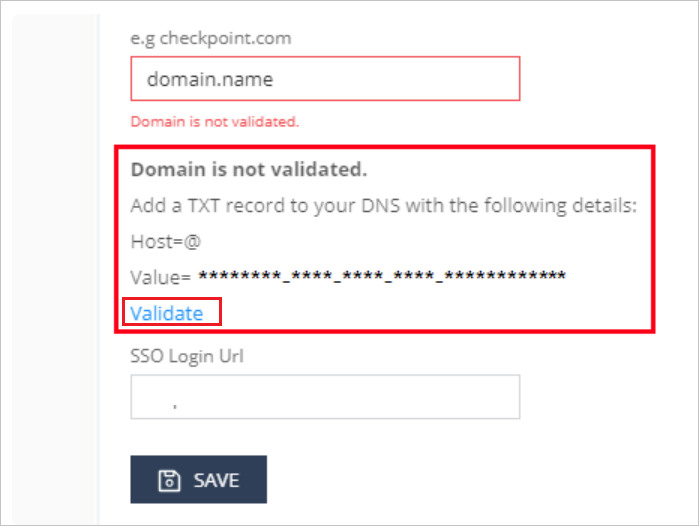 e.g checkpoint.com
domain.name
Domain is not validated.
Domain is not validated.
Add a TXT record to your DNS with the following details:
Host=@
Value= ********_****_****_****_************
Validate
SSO Login Url
,
SAVE